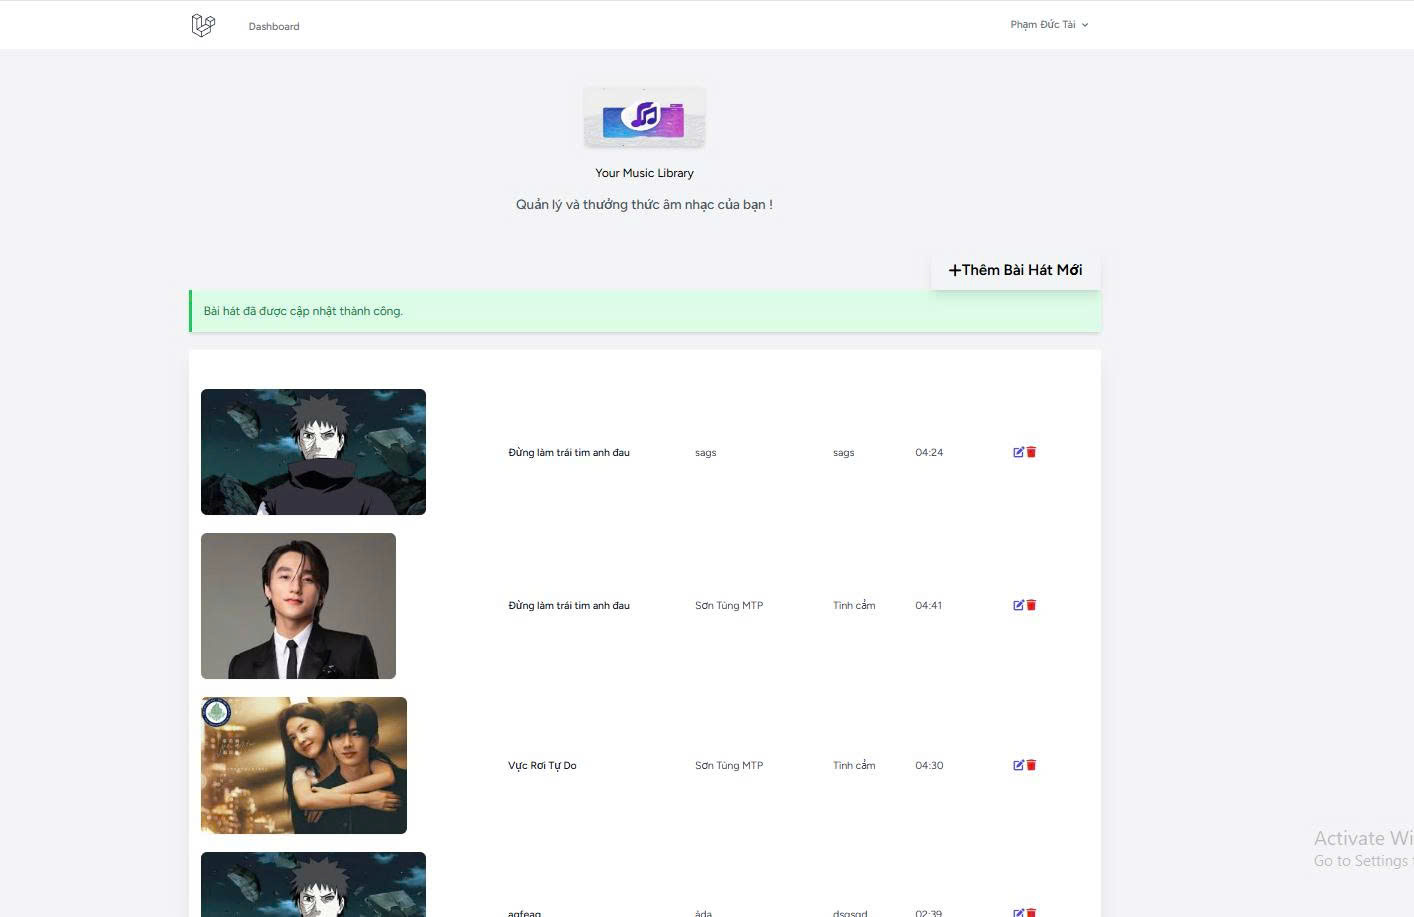 Dashboard
Phạm Đức Tài
Your Music Library
Quản lý và thưởng thức âm nhạc của bạn !
+Thêm Bài Hát Mới
Bài hát đã được cập nhật thành công.
Đừng làm trái tim anh đau sags sags 04:24
Đừng làm trái tim anh đau Sơn Tùng MTP Tình cảm 04:41
Vực Rơi Tự Do Sơn Tùng MTP Tình cảm 04:30
Activate Wi
Go to Settings
agfeag áda dsgsgd 02:39